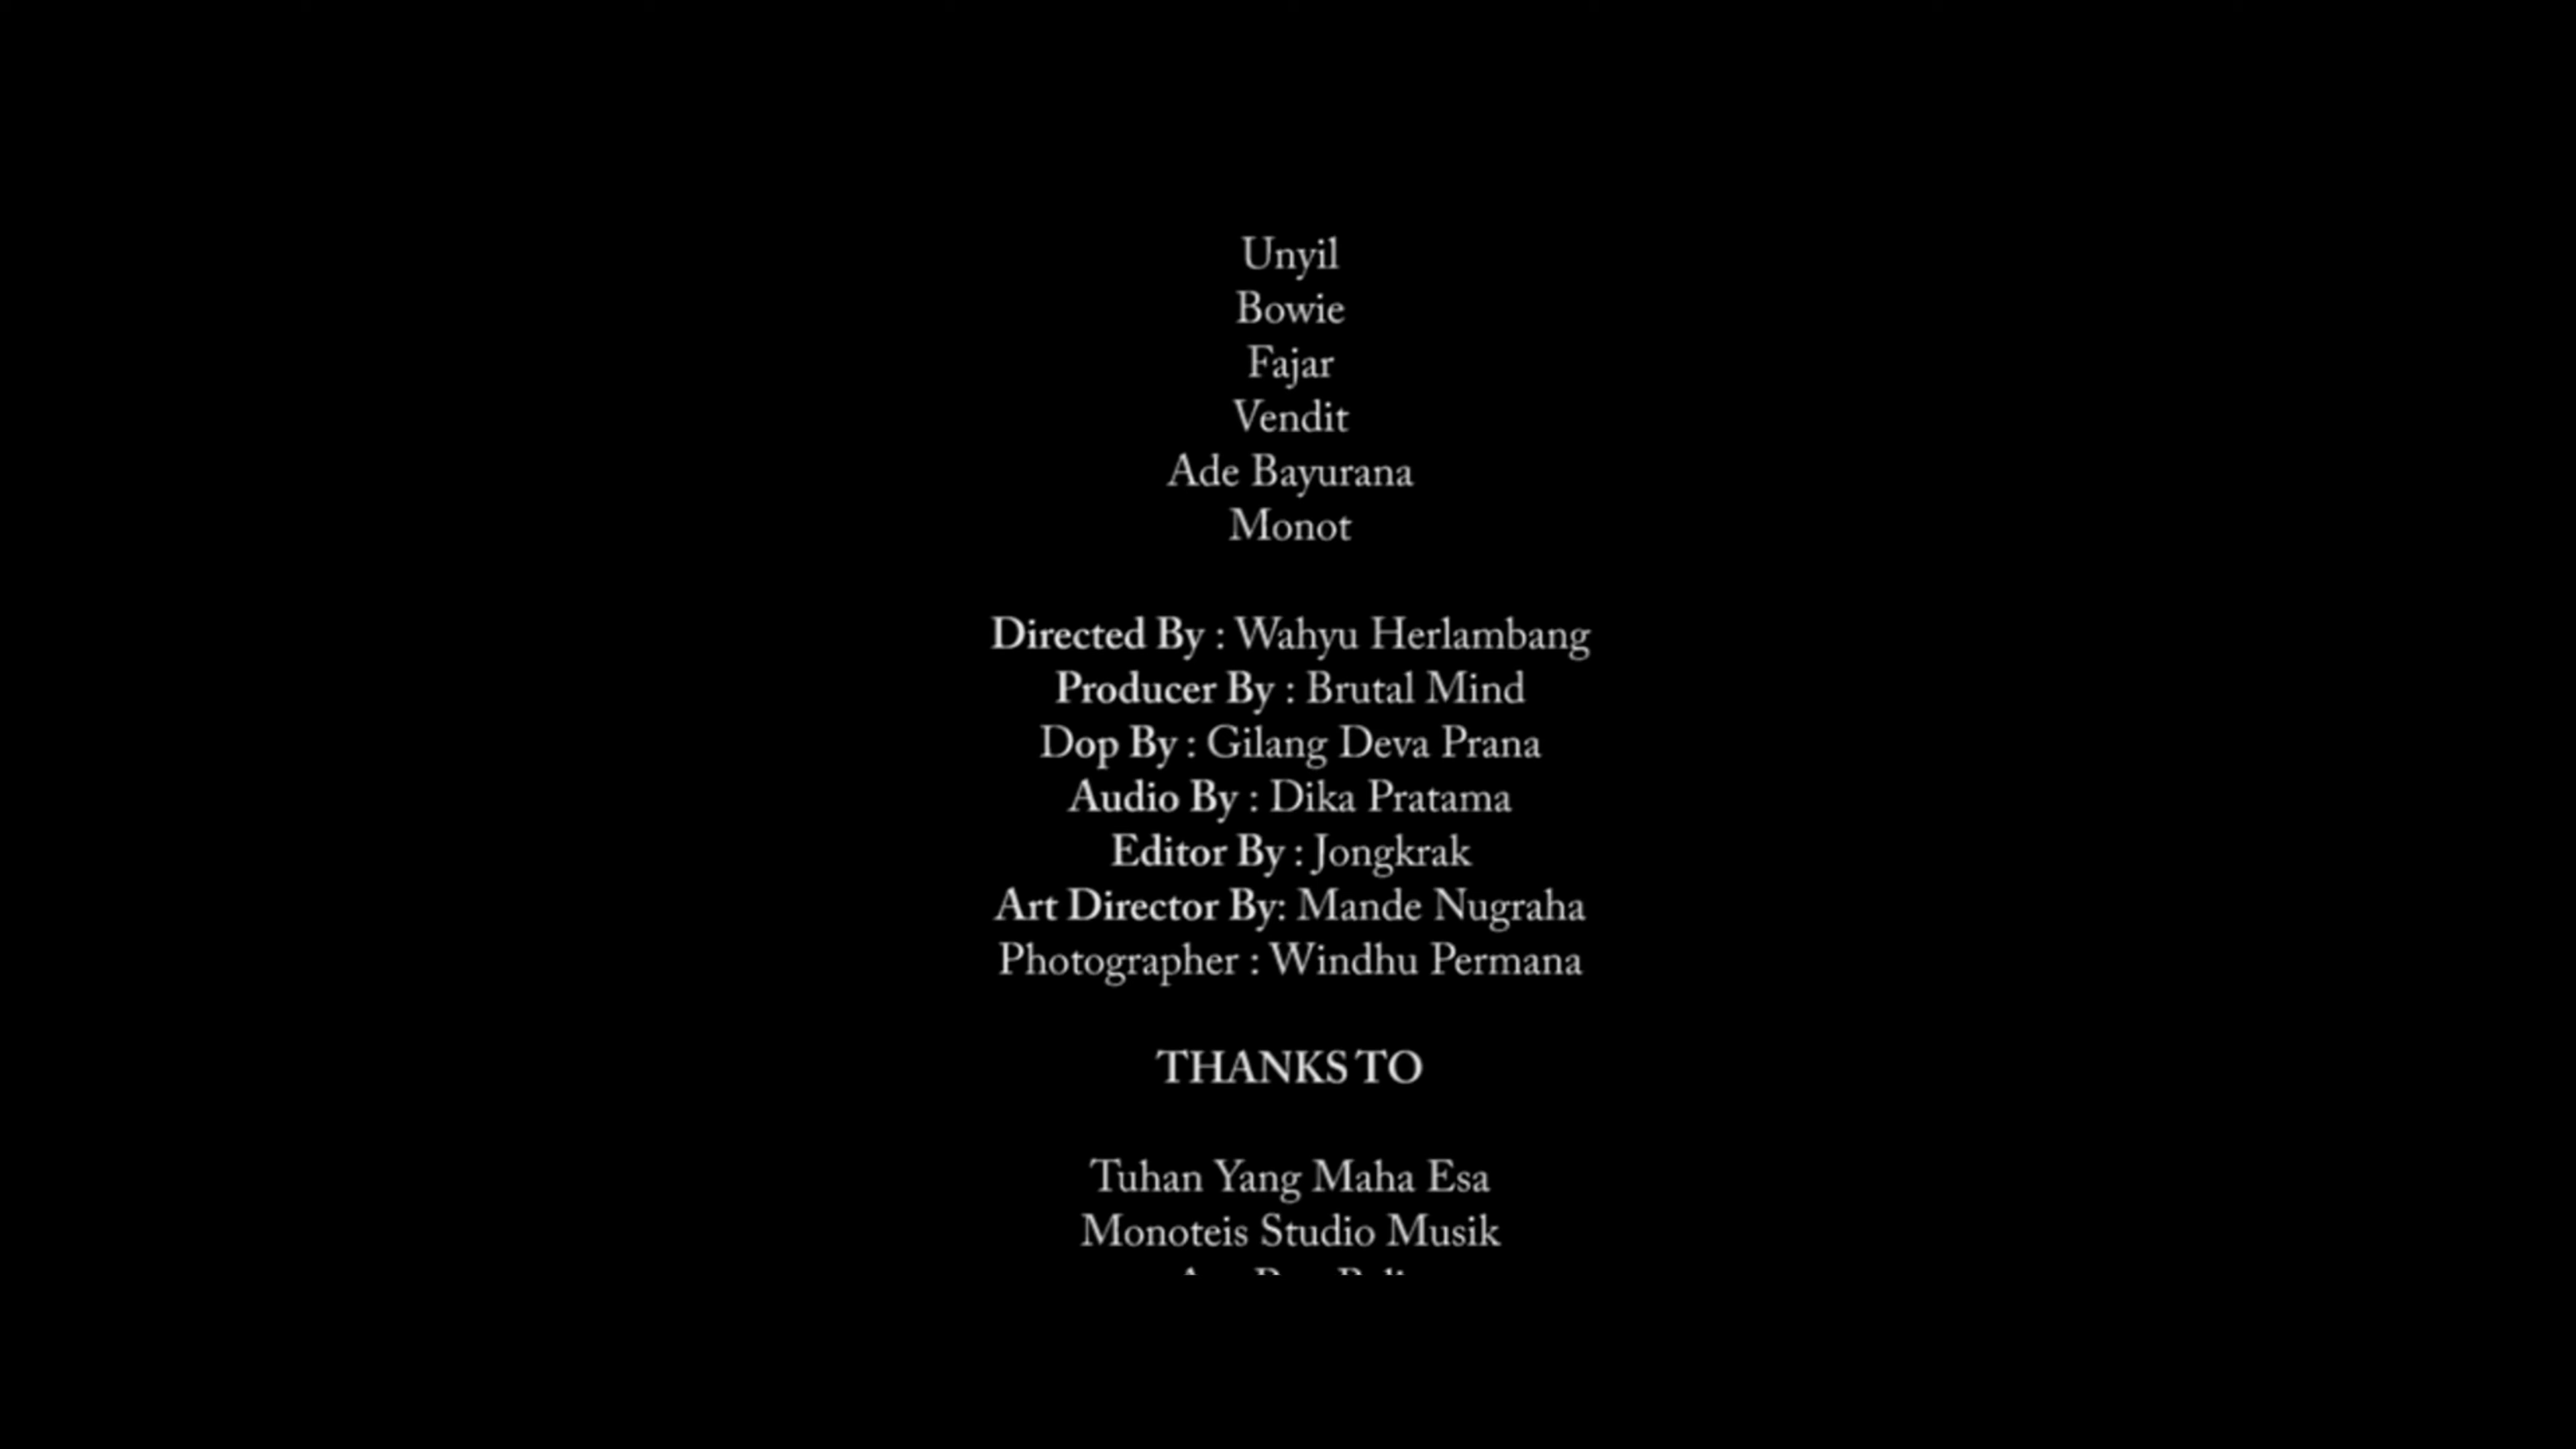 Unyil
Bowie
Fajar
Vendit
Ade Bayurana
Monot
Directed By : Wahyu Herlambang
Producer By : Brutal Mind
Dop By : Gilang Deva Prana
Audio By : Dika Pratama
Editor By : Jongkrak
Art Director By: Mande Nugraha
Photographer : Windhu Permana
THANKS TO
Tuhan Yang Maha Esa
Monoteis Studio Musik